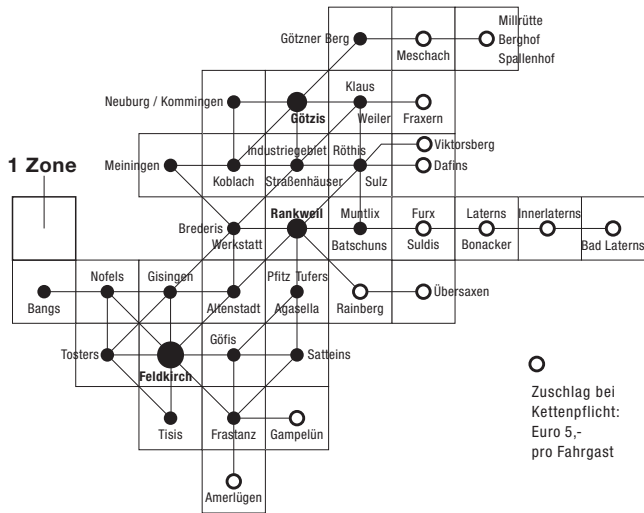 Götzner Berg
Meschach
Millrütte
Berghof
Spallenhof
Neuburg / Kommingen
Götzis
Klaus
Weiler
Fraxern
1 Zone
Meiningen
Koblach
Industriegebiet
Straßenhäuser
Röthis
Sulz
Viktorsberg
Dafins
Brederis
Werkstatt
Rankweil
Muntlix
Batschuns
Furx
Suldis
Laterns
Bonacker
Innerlaterns
Bad Laterns
Bangs
Nofels
Gisingen
Altenstadt
Pfitz Tufers
Agasella
Rainberg
Übersaxen
Tosters
Feldkirch
Göfis
Satteins
Tisis
Frastanz
Gampelün
Amerlügen
Zuschlag bei
Kettenpflicht:
Euro 5,-
pro Fahrgast